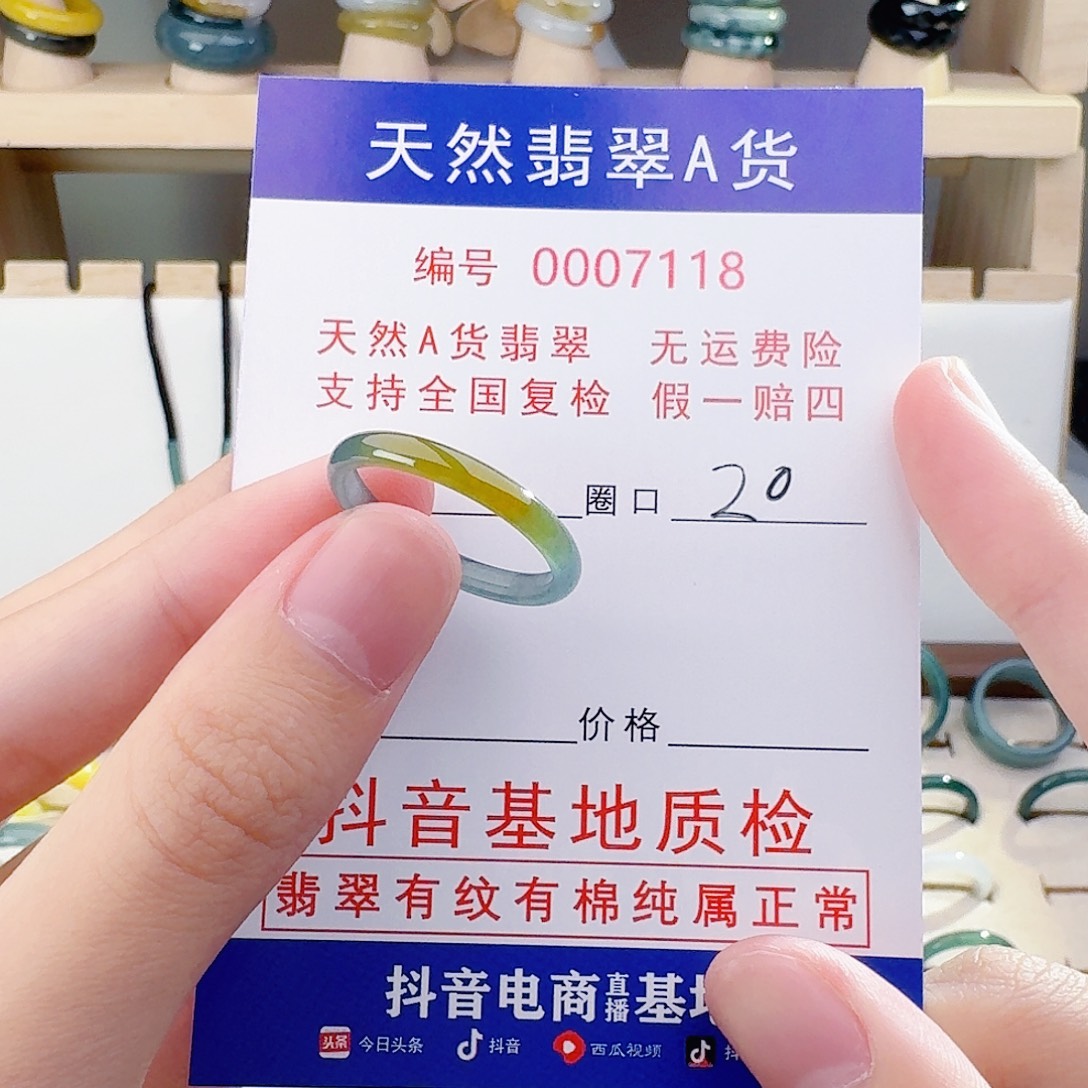 天然翡翠A货
编号 0007118
天然A货翡翠 无运费险
支持全国复检 假一赔四
圈口 20
价格
抖音基地质检
翡翠有纹有棉纯属正常
抖音电商直播基
头条 今日头条 抖音 西瓜视频